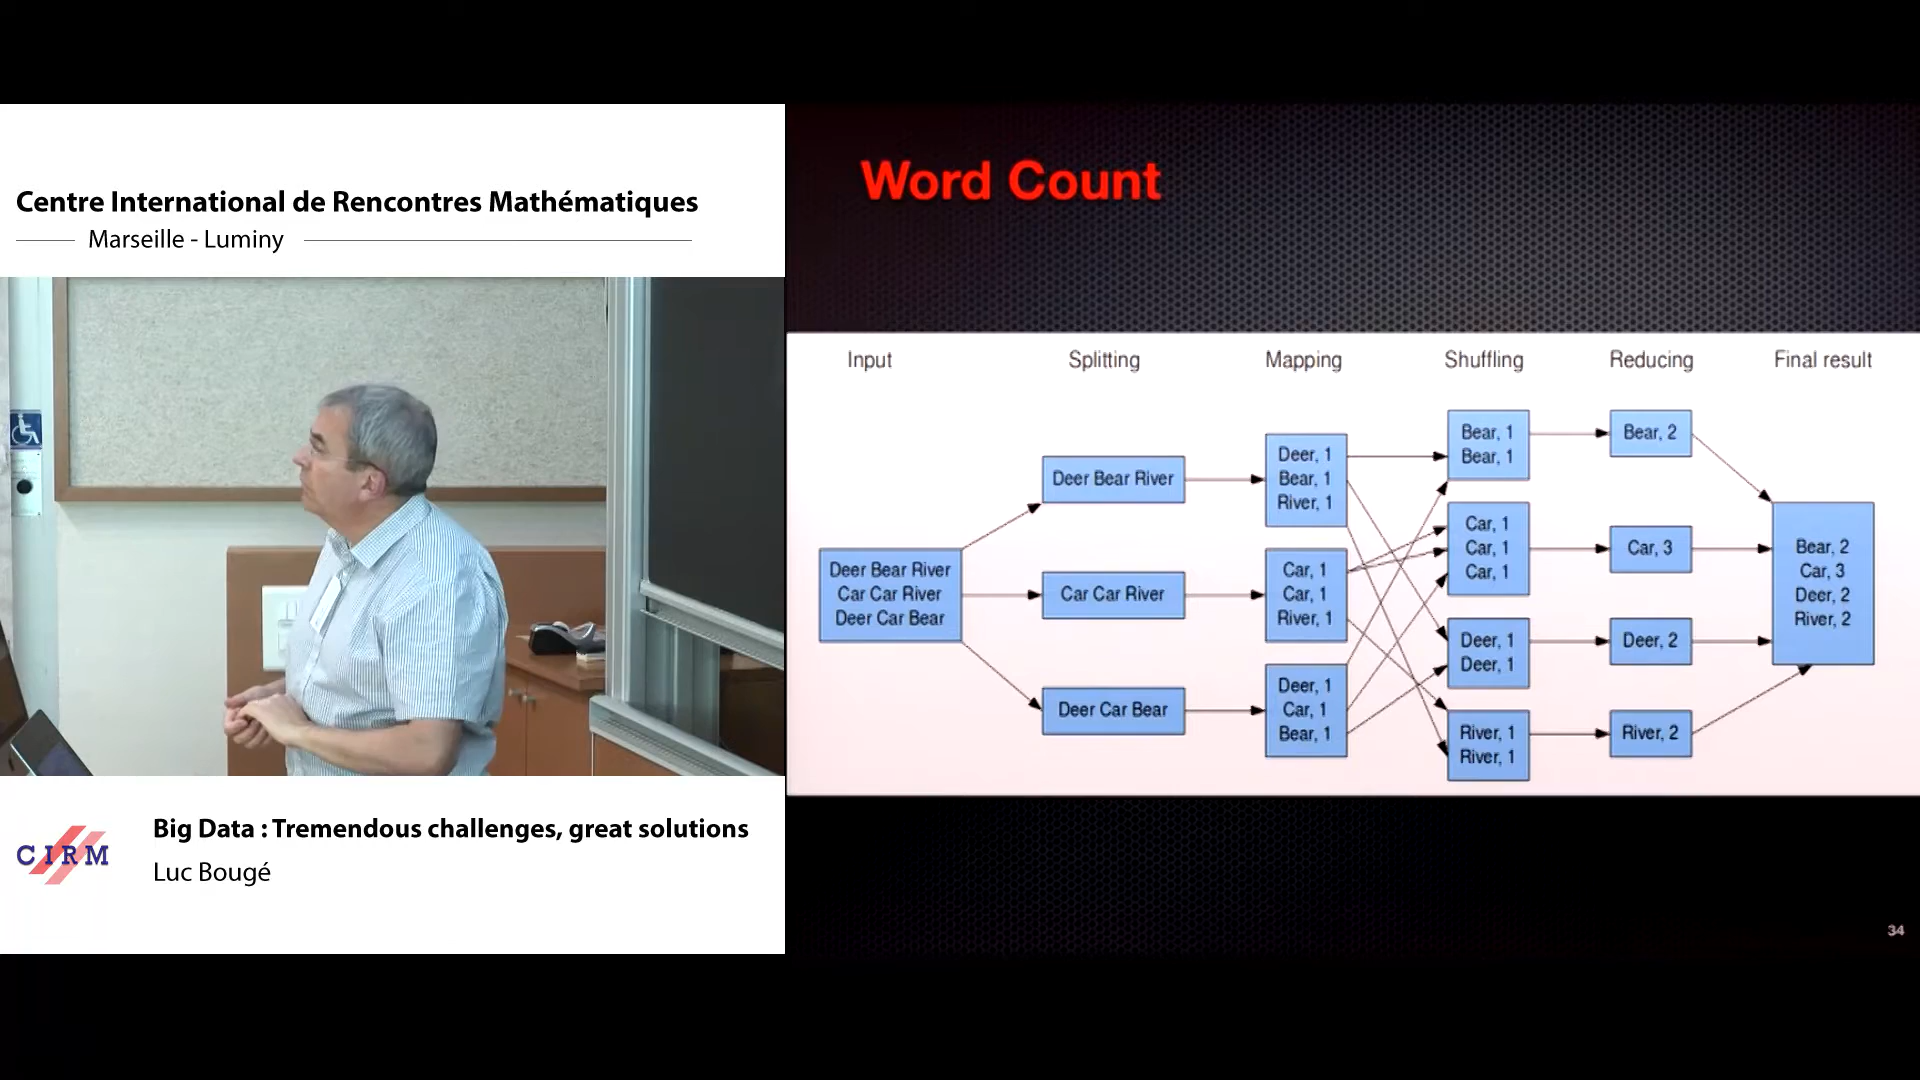 Centre International de Rencontres Mathématiques
Marseille - Luminy
CIRM
Big Data : Tremendous challenges, great solutions
Luc Bougé
Word Count
Input
Splitting
Mapping
Shuffling
Reducing
Final result
Deer Bear River
Car Car River
Deer Car Bear
Deer Bear River
Car Car River
Deer Car Bear
Deer, 1
Bear, 1
River, 1
Car, 1
Car, 1
River, 1
Deer, 1
Car, 1
Bear, 1
Bear, 1
Bear, 1
Car, 1
Car, 1
Car, 1
Deer, 1
Deer, 1
River, 1
River, 1
Bear, 2
Car, 3
Deer, 2
River, 2
Bear, 2
Car, 3
Deer, 2
River, 2
34